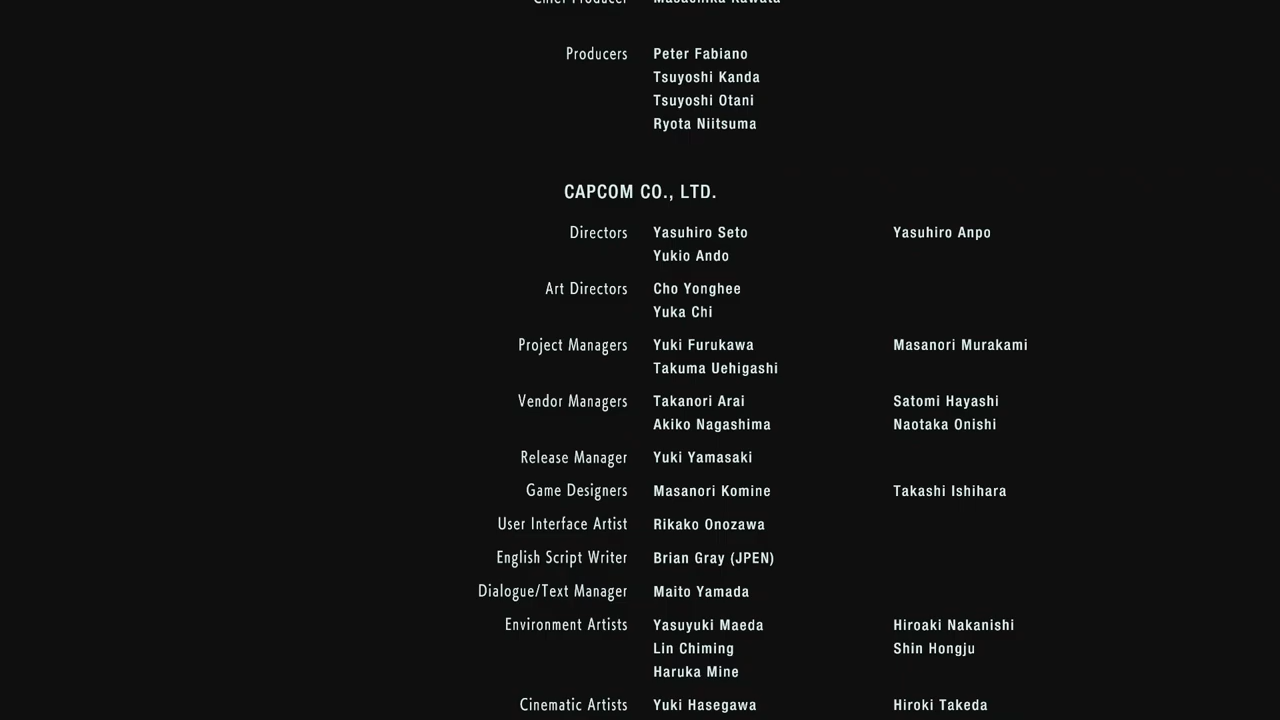 Chief Producer Masachika Kawata
Producers Peter Fabiano
Tsuyoshi Kanda
Tsuyoshi Otani
Ryota Niitsuma
CAPCOM CO., LTD.
Directors Yasuhiro Seto Yasuhiro Anpo
Yukio Ando
Art Directors Cho Yonghee
Yuka Chi
Project Managers Yuki Furukawa Masanori Murakami
Takuma Uehigashi
Vendor Managers Takanori Arai Satomi Hayashi
Akiko Nagashima Naotaka Onishi
Release Manager Yuki Yamasaki
Game Designers Masanori Komine Takashi Ishihara
User Interface Artist Rikako Onozawa
English Script Writer Brian Gray (JPEN)
Dialogue/Text Manager Maito Yamada
Environment Artists Yasuyuki Maeda Hiroaki Nakanishi
Lin Chiming Shin Hongju
Haruka Mine
Cinematic Artists Yuki Hasegawa Hiroki Takeda